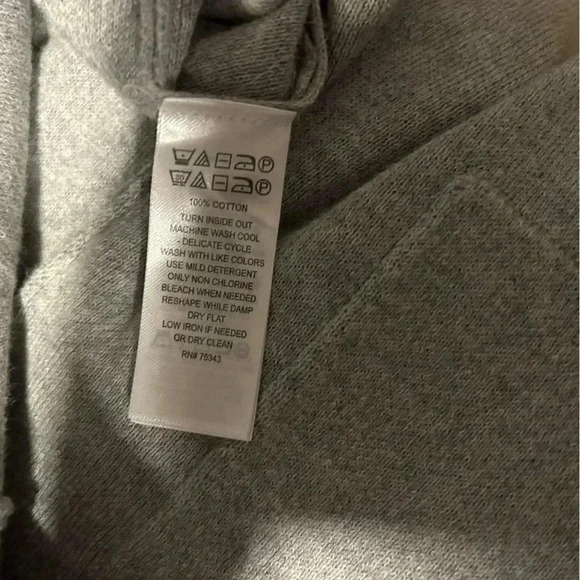 30
100% COTTON
TURN INSIDE OUT
MACHINE WASH COOL
- DELICATE CYCLE
WASH WITH LIKE COLORS
USE MILD DETERGENT
ONLY NON CHLORINE
BLEACH WHEN NEEDED
RESHAPE WHILE DAMP
DRY FLAT
LOW IRON IF NEEDED
OR DRY CLEAN
RN# 75343